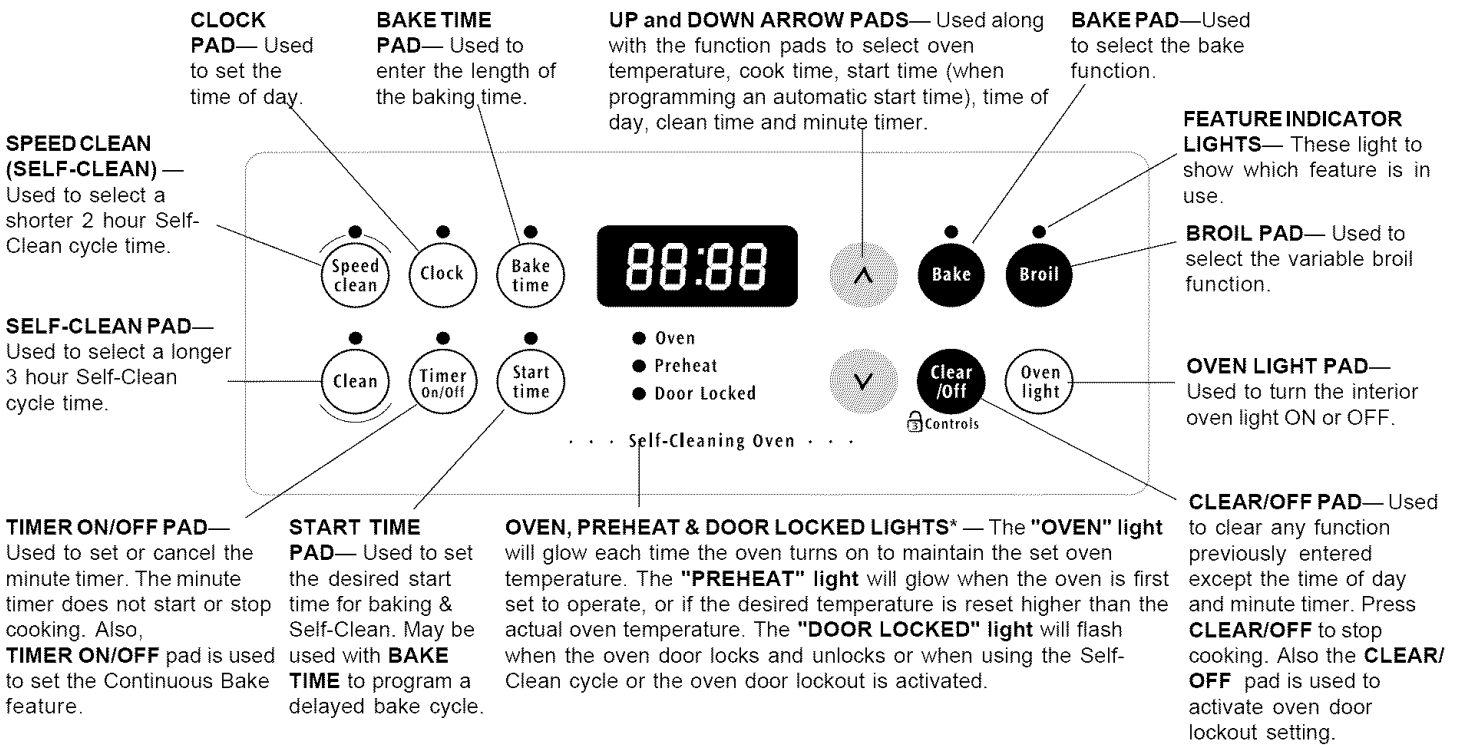 CLOCK
PAD— Used
to set the
time of day.
BAKE TIME
PAD— Used to
enter the length of
the baking time.
UP and DOWN ARROW PADS— Used along
with the function pads to select oven
temperature, cook time, start time (when
programming an automatic start time), time of
day, clean time and minute timer.
BAKE PAD—Used
to select the bake
function.
SPEED CLEAN
(SELF-CLEAN) —
Used to select a
shorter 2 hour Self-
Clean cycle time.
SELF-CLEAN PAD—
Used to select a longer
3 hour Self-Clean
cycle time.
FEATURE INDICATOR
LIGHTS— These light to
show which feature is in
use.
BROIL PAD— Used to
select the variable broil
function.
OVEN LIGHT PAD—
Used to turn the interior
oven light ON or OFF.
Speed
clean
Clock
Bake
time
88:88
∧
Bake
Broil
Clean
Timer
On/Off
Start
time
Oven
Preheat
Door Locked
∨
Clear
/Off
Oven
light
3 Controls
· · · Self-Cleaning Oven · · ·
TIMER ON/OFF PAD—
Used to set or cancel the
minute timer. The minute
timer does not start or stop
cooking. Also,
TIMER ON/OFF pad is used
to set the Continuous Bake
feature.
START TIME
PAD— Used to set
the desired start
time for baking &
Self-Clean. May be
used with BAKE
TIME to program a
delayed bake cycle.
OVEN, PREHEAT & DOOR LOCKED LIGHTS* — The "OVEN" light
will glow each time the oven turns on to maintain the set oven
temperature. The "PREHEAT" light will glow when the oven is first
set to operate, or if the desired temperature is reset higher than the
actual oven temperature. The "DOOR LOCKED" light will flash
when the oven door locks and unlocks or when using the Self-
Clean cycle or the oven door lockout is activated.
CLEAR/OFF PAD— Used
to clear any function
previously entered
except the time of day
and minute timer. Press
CLEAR/OFF to stop
cooking. Also the CLEAR/
OFF pad is used to
activate oven door
lockout setting.